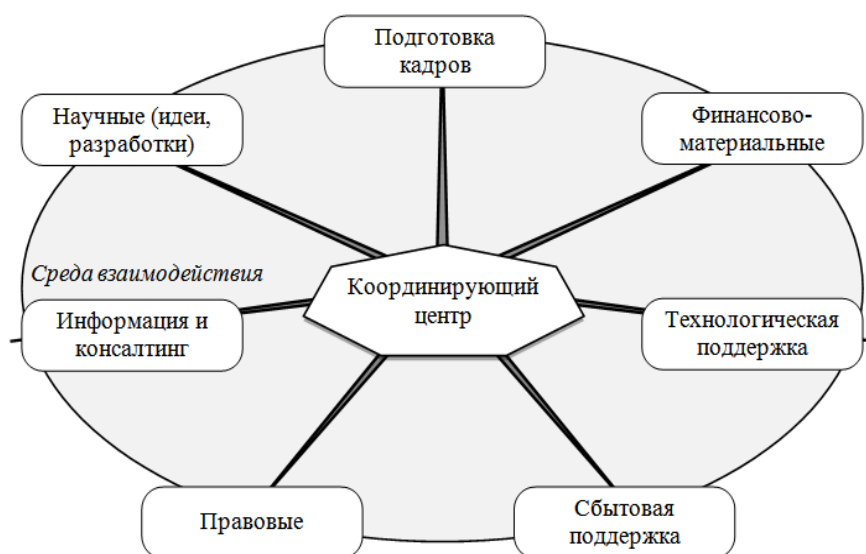 Подготовка
кадров
Научные (идеи,
разработки)
Финансово-
материальные
Среда взаимодействия
Координирующий
центр
Информация и
консалтинг
Технологическая
поддержка
Правовые
Сбытовая
поддержка